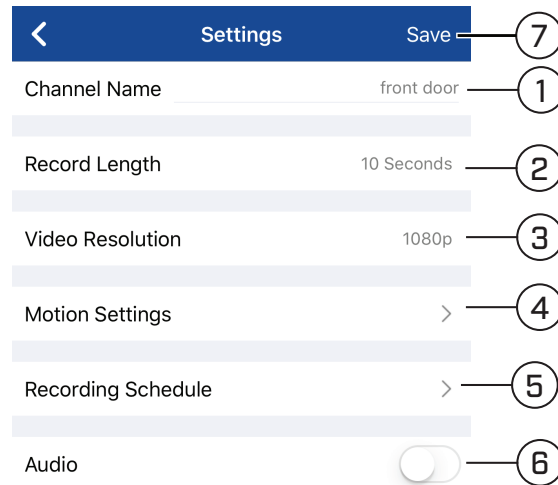 Settings Save 7
Channel Name front door 1
Record Length 10 Seconds 2
Video Resolution 1080p 3
Motion Settings 4
Recording Schedule 5
Audio 6